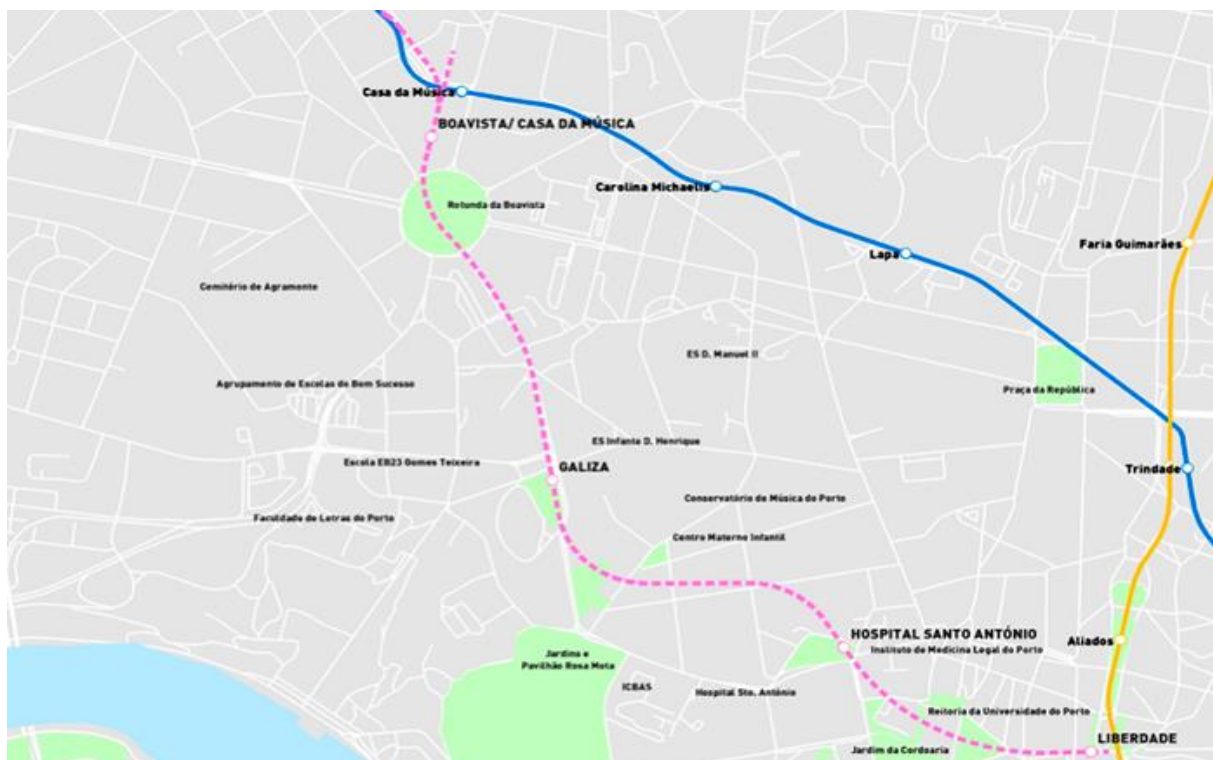 Casa da Música
BOAVISTA/ CASA DA MÚSICA
Carolina Michaelis
Rotunda da Boavista
Faria Guimarães
Lapa
Cemitério de Agramonte
ES D. Manuel II
Agrupamento de Escolas do Bom Sucesso
Praça da República
ES Infante D. Henrique
Escola EB23 Gomes Teixeira
GALIZA
Trindade
Conservatório de Música do Porto
Faculdade de Letras do Porto
Centro Materno Infantil
HOSPITAL SANTO ANTÓNIO
Instituto de Medicina Legal do Porto
Aliados
Jardins e
Pavilhão Rosa Mota
ICBAS
Hospital Sto. António
Reitoria da Universidade do Porto
LIBERDADE
Jardim da Cordoaria